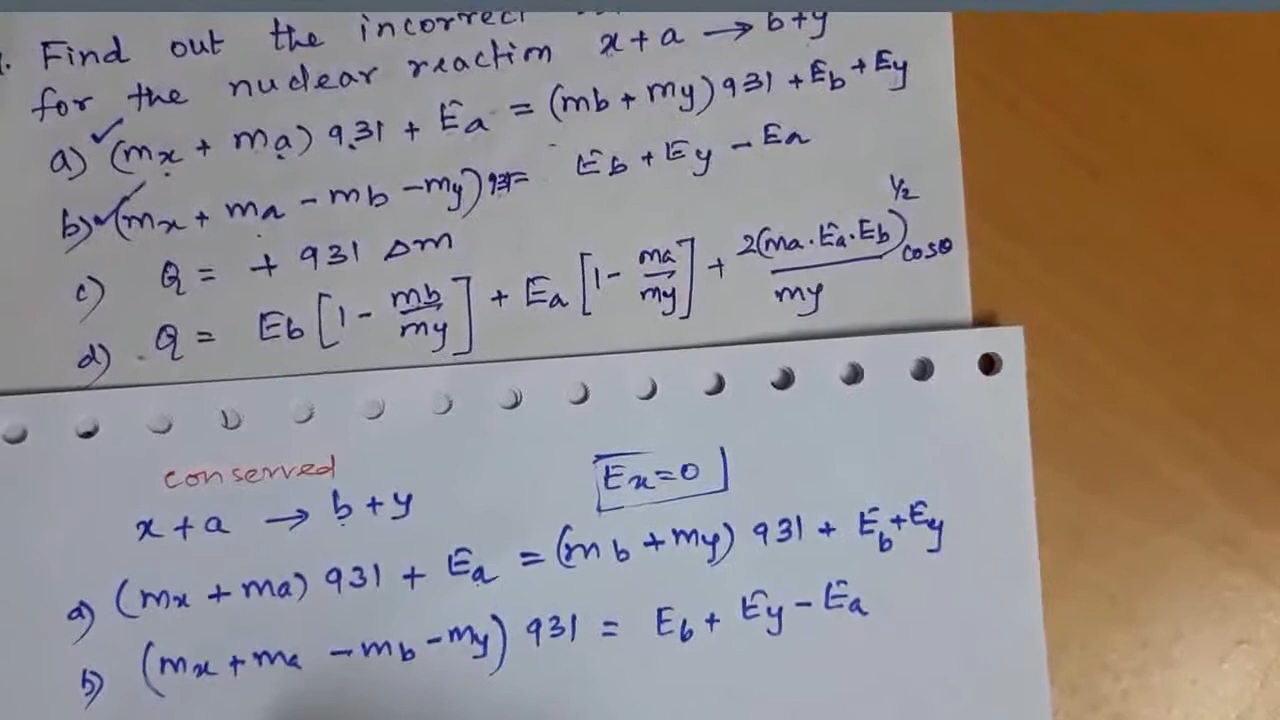 . Find out the incorrect
for the nuclear reaction x + a → b + y
a) ✓ (mx + ma) 931 + Ea = (mb + my) 931 + Eb + Ey
b) ✓ (mx + ma - mb - my) 931 = Eb + Ey - Ea
c) Q = + 931 Δm
d) Q = Eb [1 - mb/my] + Ea [1 - ma/my] + 2(ma·Ea·Eb)^1/2 / my cosθ
conserved
x + a → b + y
Ex = 0
a) (mx + ma) 931 + Ea = (mb + my) 931 + Eb + Ey
b) (mx + ma - mb - my) 931 = Eb + Ey - Ea